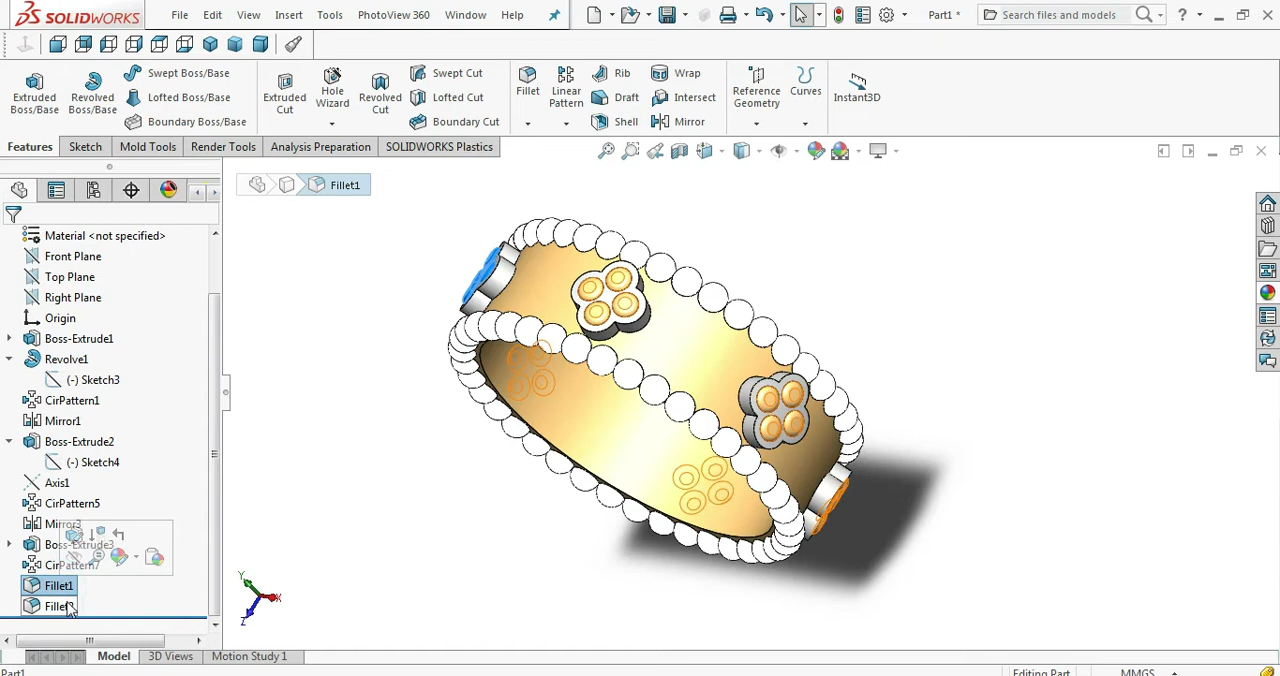 SOLIDWORKS
File Edit View Insert Tools PhotoView 360 Window Help
Part1 *
Search files and models
Extruded Boss/Base
Revolved Boss/Base
Swept Boss/Base
Lofted Boss/Base
Boundary Boss/Base
Extruded Cut
Hole Wizard
Revolved Cut
Swept Cut
Lofted Cut
Boundary Cut
Fillet
Linear Pattern
Rib
Draft
Shell
Wrap
Intersect
Mirror
Reference Geometry
Curves
Instant3D
Features Sketch Mold Tools Render Tools Analysis Preparation SOLIDWORKS Plastics
Fillet1
Material <not specified>
Front Plane
Top Plane
Right Plane
Origin
Boss-Extrude1
Revolve1
(-) Sketch3
CirPattern1
Mirror1
Boss-Extrude2
(-) Sketch4
Axis1
CirPattern5
Mirror3
Boss-Extrude3
CirPattern7
Fillet1
Y
X
Z
Model 3D Views Motion Study 1
Part1
Editing Part
MMGS